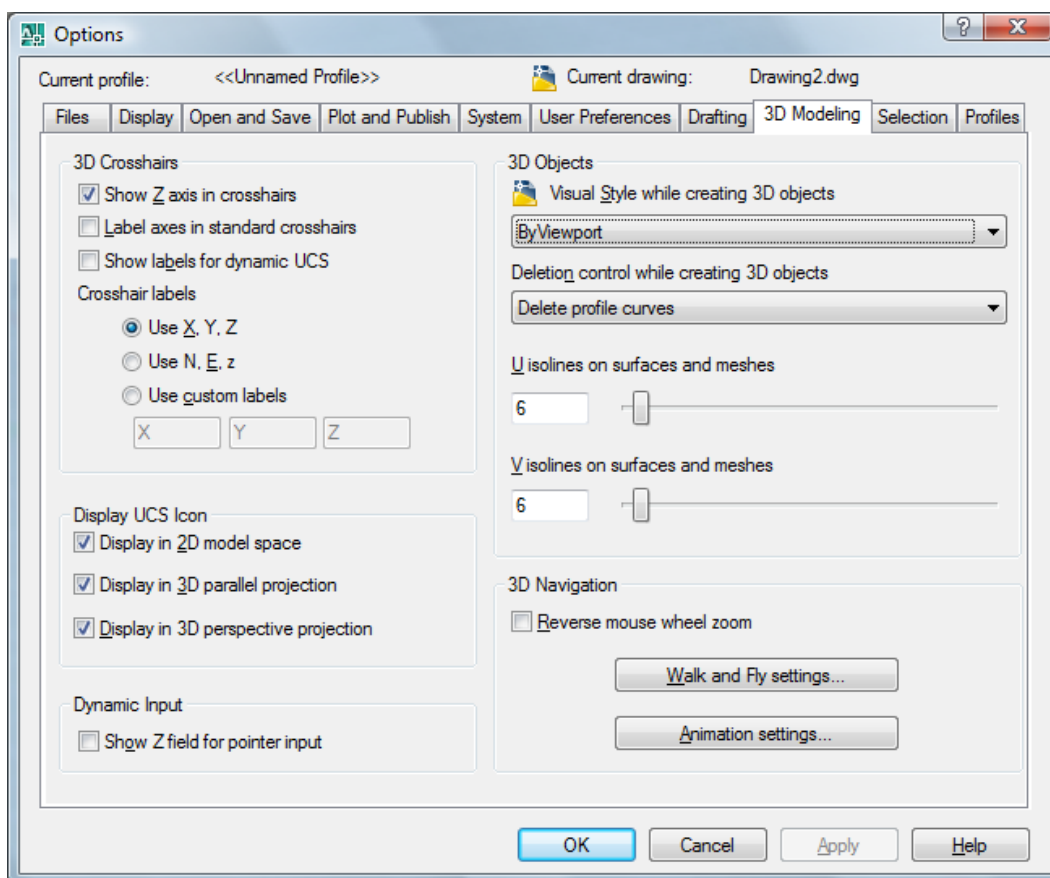 Options
Current profile: <<Unnamed Profile>> Current drawing: Drawing2.dwg
Files Display Open and Save Plot and Publish System User Preferences Drafting 3D Modeling Selection Profiles
3D Crosshairs
Show Z axis in crosshairs
Label axes in standard crosshairs
Show labels for dynamic UCS
Crosshair labels
Use X, Y, Z
Use N, E, z
Use custom labels
X Y Z
Display UCS Icon
Display in 2D model space
Display in 3D parallel projection
Display in 3D perspective projection
Dynamic Input
Show Z field for pointer input
3D Objects
Visual Style while creating 3D objects
ByViewport
Deletion control while creating 3D objects
Delete profile curves
U isolines on surfaces and meshes
6
V isolines on surfaces and meshes
6
3D Navigation
Reverse mouse wheel zoom
Walk and Fly settings...
Animation settings...
OK Cancel Apply Help